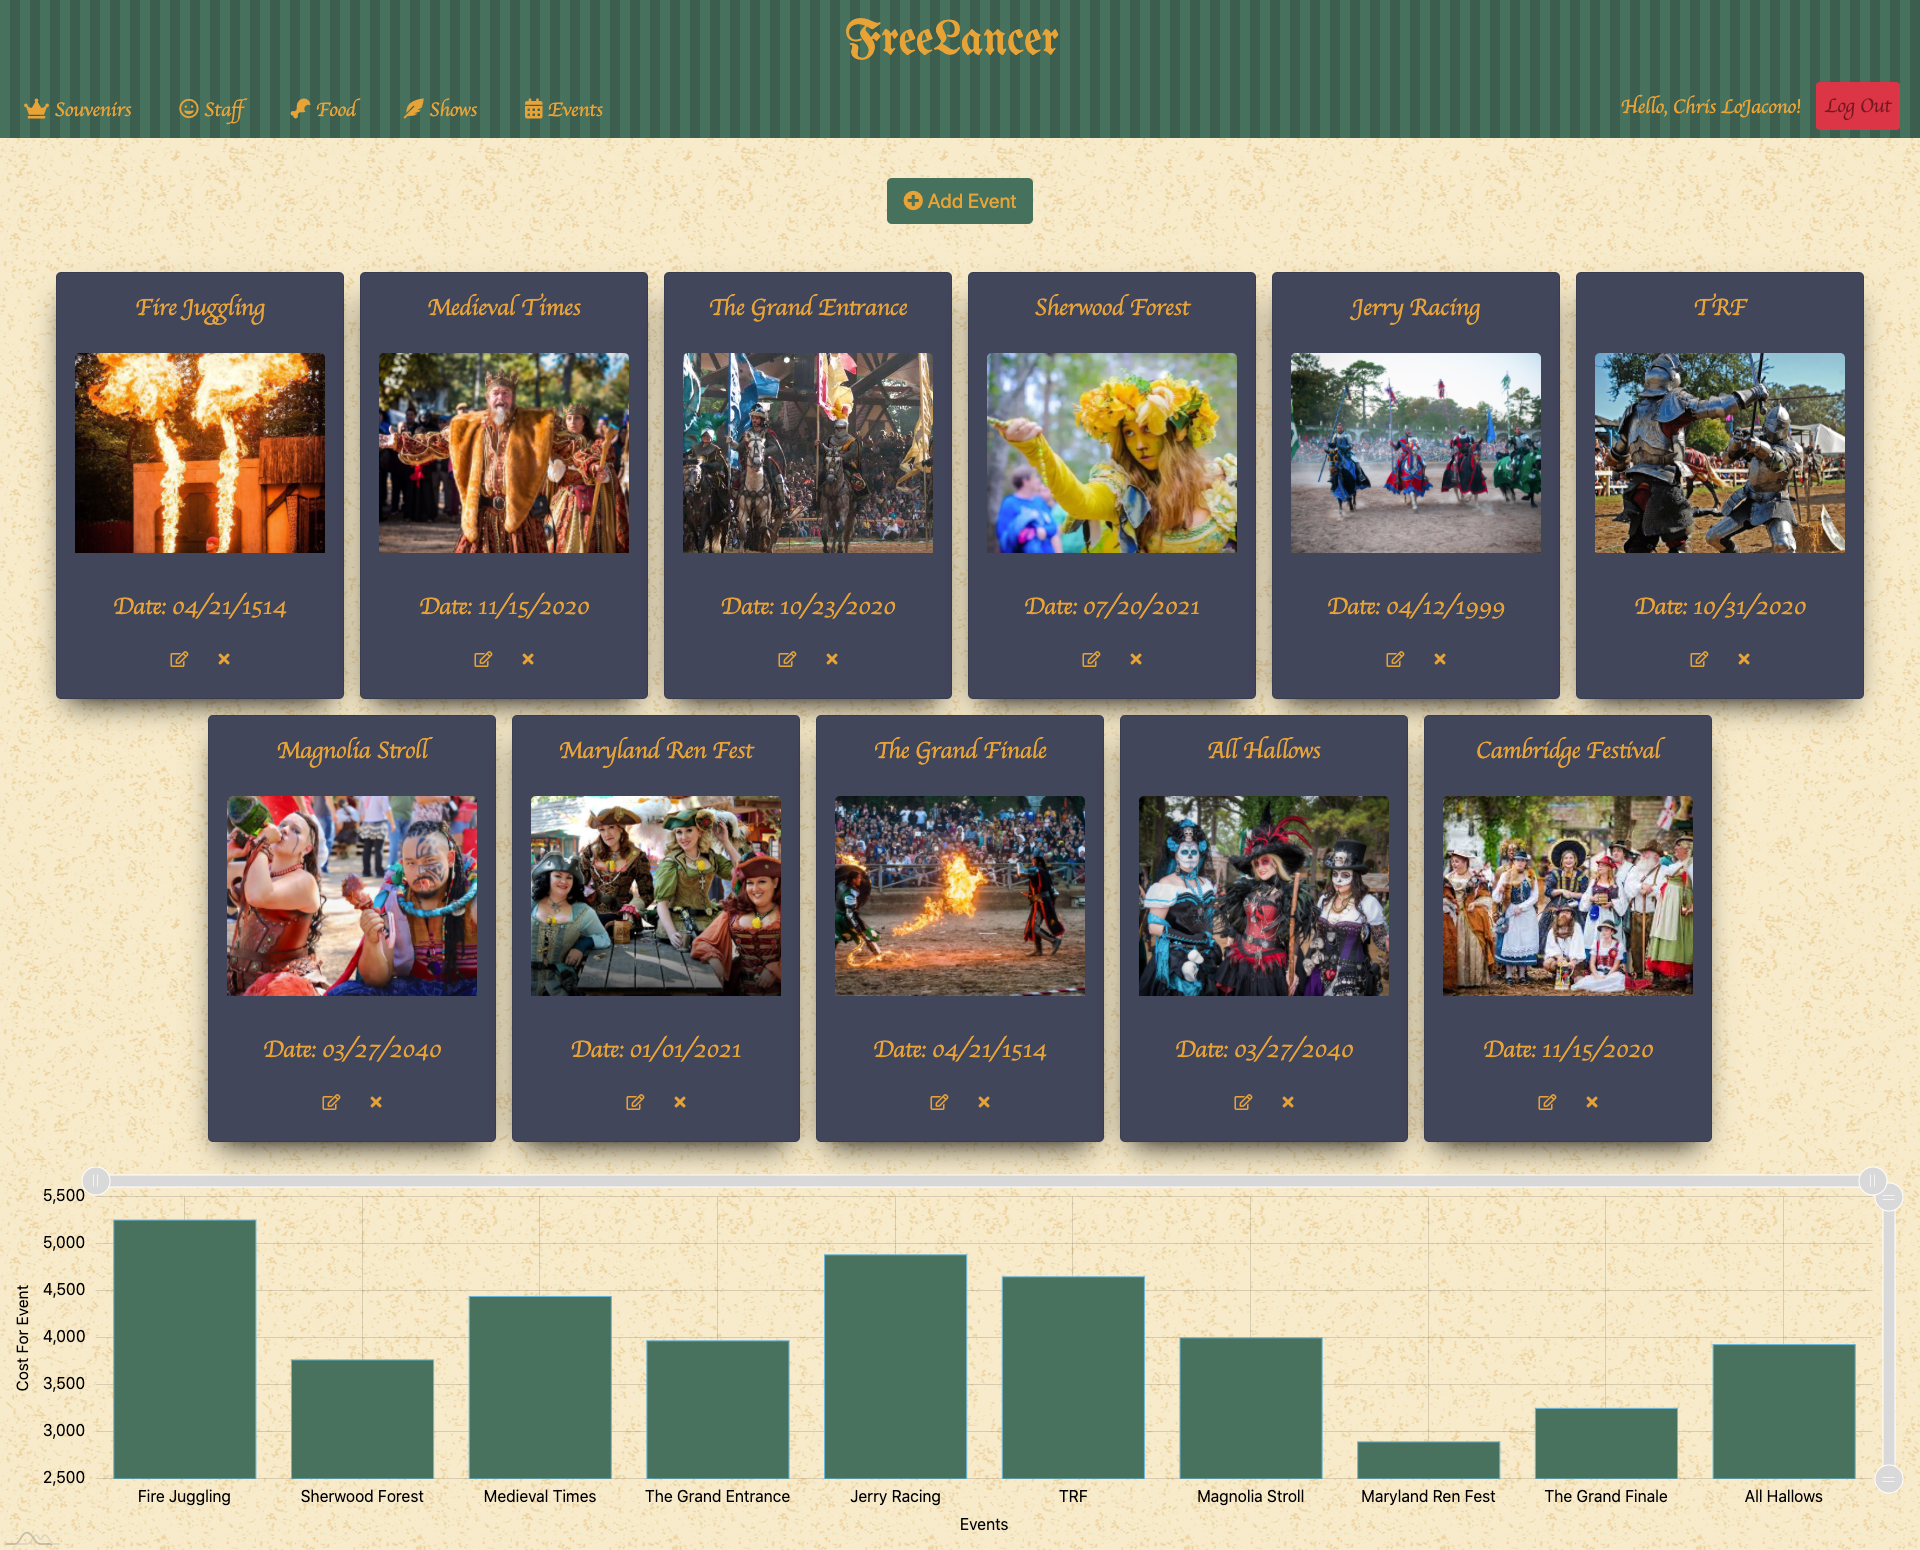 FreeLancer
Souvenirs Staff Food Shows Events Hello, Chris LoJacono! Log Out
Add Event
Fire Juggling Medieval Times The Grand Entrance Sherwood Forest Jerry Racing TRF
Date: 04/21/1514 Date: 11/15/2020 Date: 10/23/2020 Date: 07/20/2021 Date: 04/12/1999 Date: 10/31/2020
Magnolia Stroll Maryland Ren Fest The Grand Finale All Hallows Cambridge Festival
Date: 03/27/2040 Date: 01/01/2021 Date: 04/21/1514 Date: 03/27/2040 Date: 11/15/2020
Cost For Event
5,500
5,000
4,500
4,000
3,500
3,000
2,500
Fire Juggling Sherwood Forest Medieval Times The Grand Entrance Jerry Racing TRF Magnolia Stroll Maryland Ren Fest The Grand Finale All Hallows
Events